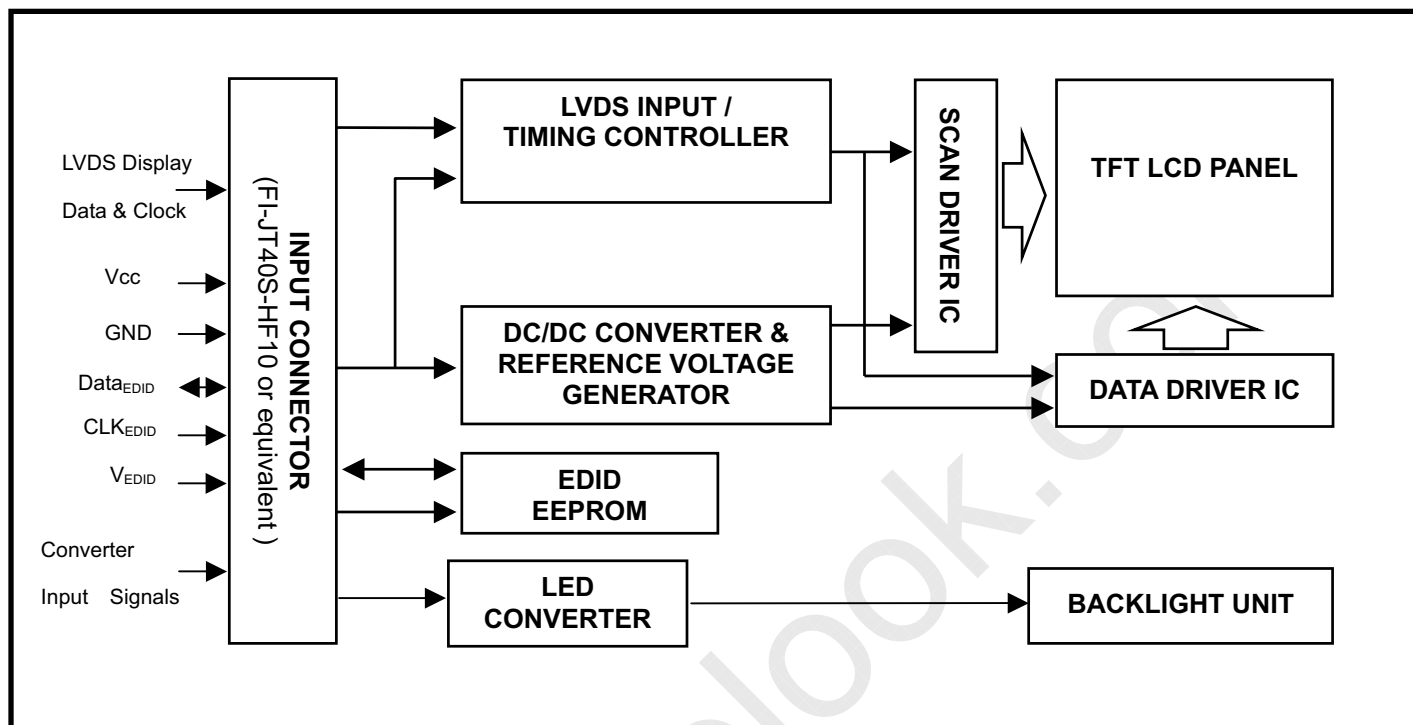 LVDS Display
Data & Clock
Vcc
GND
DataEDID
CLKEDID
VEDID
Converter
Input Signals
INPUT CONNECTOR
(FI-JT40S-HF10 or equivalent )
LVDS INPUT /
TIMING CONTROLLER
DC/DC CONVERTER &
REFERENCE VOLTAGE
GENERATOR
EDID
EEPROM
LED
CONVERTER
SCAN DRIVER IC
TFT LCD PANEL
DATA DRIVER IC
BACKLIGHT UNIT